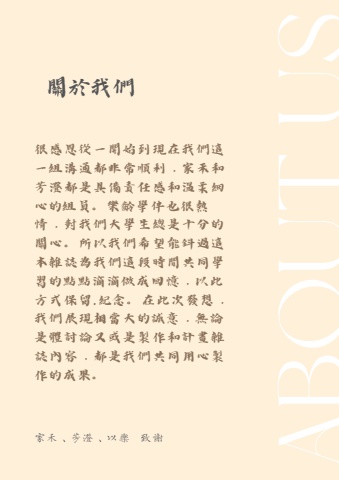 關於我們
很感恩從一開始到現在我們這
一組溝通都非常順利，家禾和
芳澄都是具備責任感和溫柔細
心的組員。樂齡學伴也很熱
情，對我們大學生總是十分的
關心。所以我們希望能夠過這
本雜誌為我們這段時間共同學
習的點點滴滴做成回憶，以此
方式保留,紀念。在此次發想，
我們展現相當大的誠意，無論
是體討論又或是製作和計畫雜
誌內容，都是我們共同用心製
作的成果。
家禾、芳澄、以樂 致謝
ABOUT US